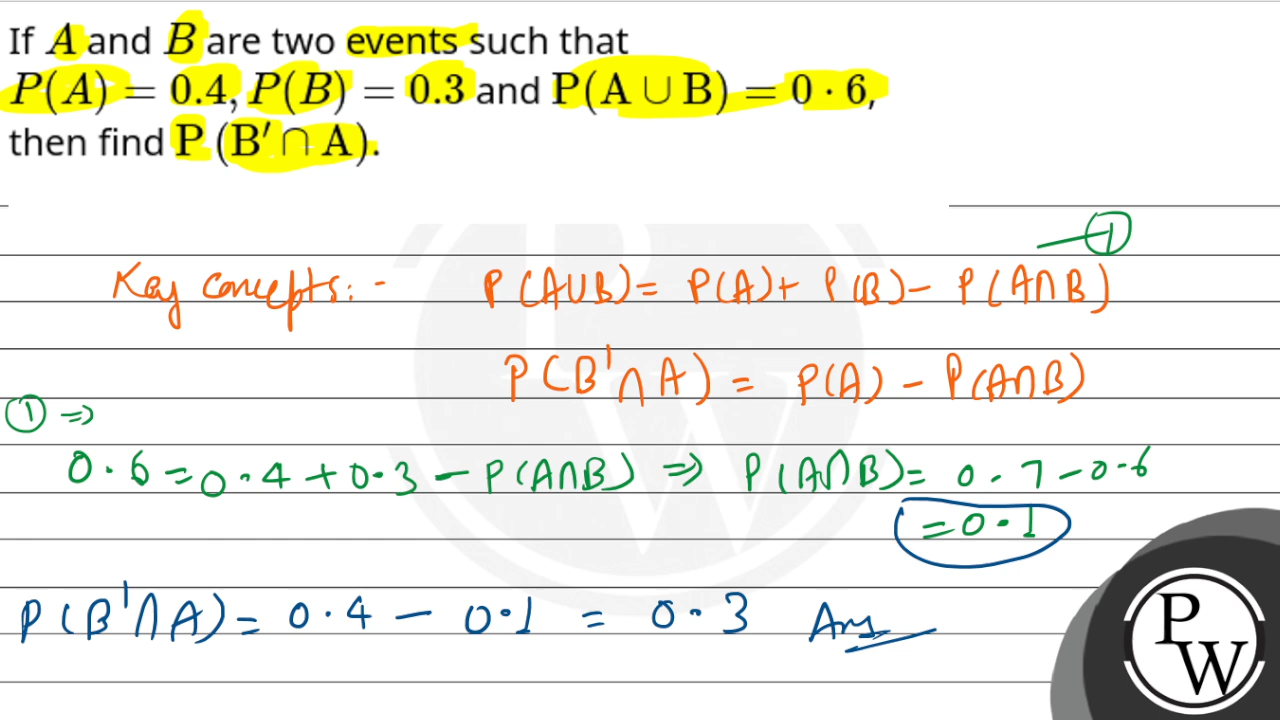 If A and B are two events such that
P(A) = 0.4, P(B) = 0.3 and P(A ∪ B) = 0 · 6,
then find P (B′ ∩ A).
①
Key concepts: - P(A∪B) = P(A) + P(B) - P(A∩B)
P(B'∩A) = P(A) - P(A∩B)
① ⇒
0.6 = 0.4 + 0.3 - P(A∩B) ⇒ P(A∩B) = 0.7 - 0.6
= 0.1
P(B'∩A) = 0.4 - 0.1 = 0.3 Ans
P
W